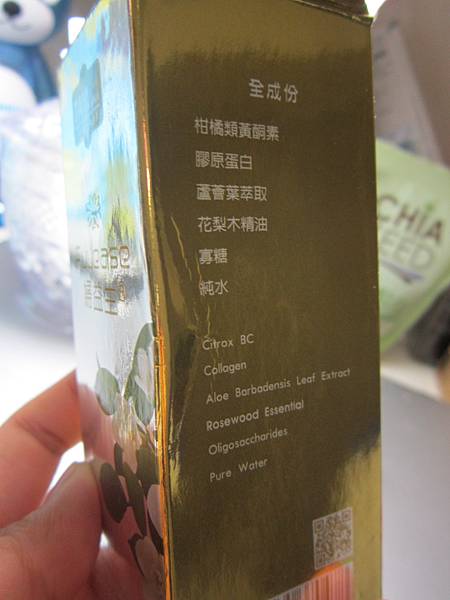 全成份
柑橘類黃酮素
膠原蛋白
蘆薈葉萃取
花梨木精油
寡糖
純水
Citrox BC
Collagen
Aloe Barbadensis Leaf Extract
Rosewood Essential
Oligosaccharides
Pure Water
CHIA
EED